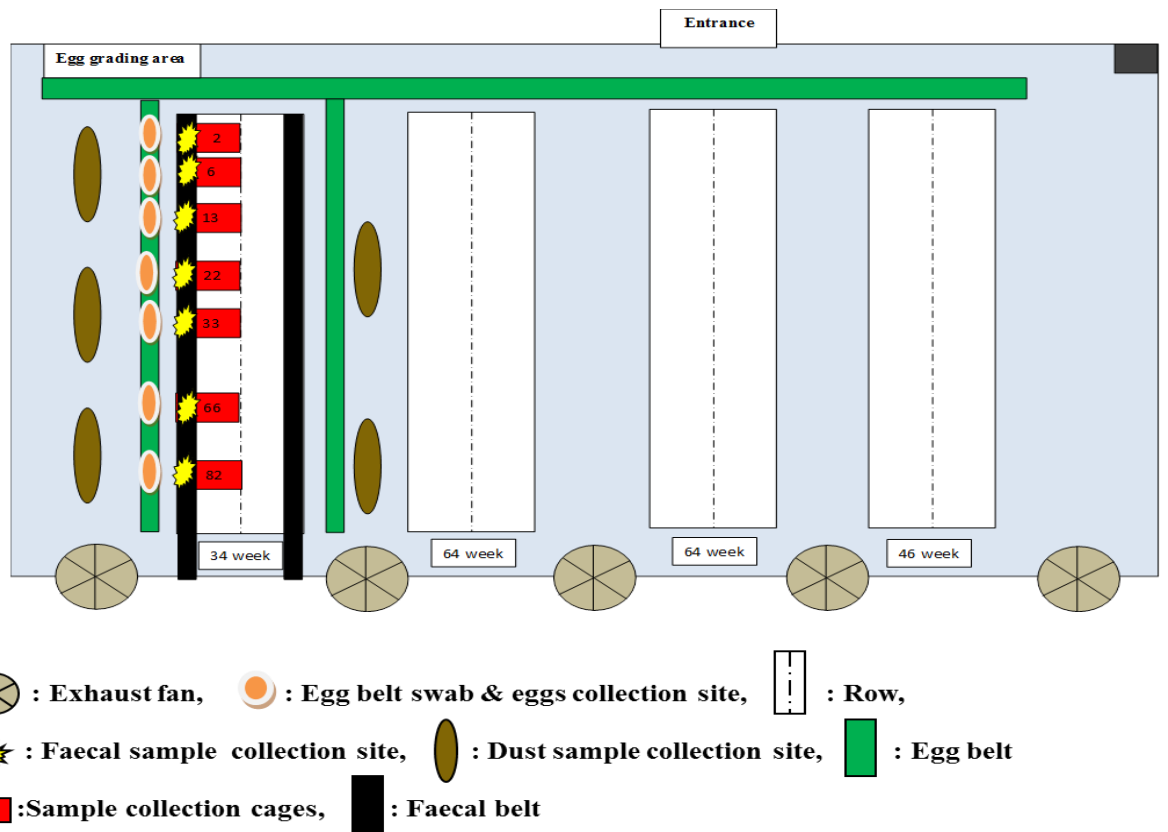 Entrance
Egg grading area
2
6
13
22
33
66
82
34 week
64 week
64 week
46 week
: Exhaust fan, : Egg belt swab & eggs collection site, : Row,
: Faecal sample collection site, : Dust sample collection site, : Egg belt
:Sample collection cages, : Faecal belt